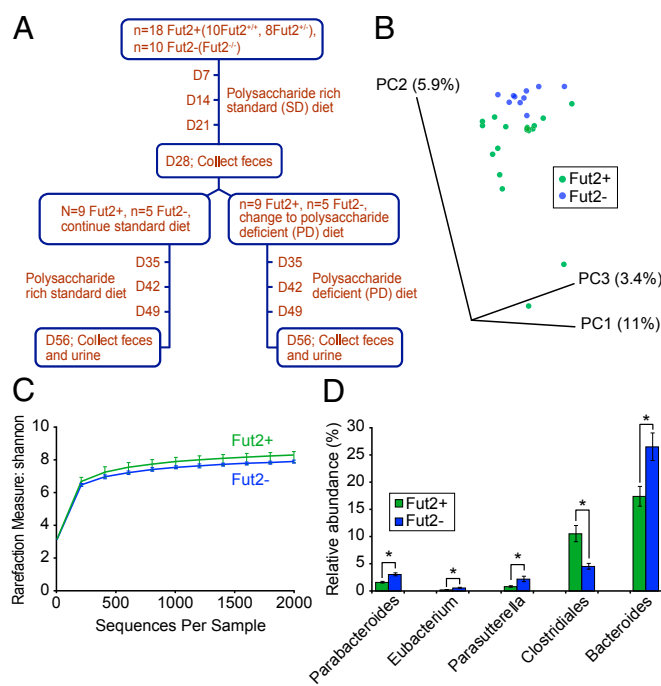 A
n=18 Fut2+(10Fut2+/+, 8Fut2+/-),
n=10 Fut2-(Fut2-/-)
D7
D14
D21
Polysaccharide rich
standard (SD) diet
D28; Collect feces
N=9 Fut2+, n=5 Fut2-,
continue standard diet
n=9 Fut2+, n=5 Fut2-,
change to polysaccharide
deficient (PD) diet
Polysaccharide
rich standard diet
D35
D42
D49
D35
D42
D49
Polysaccharide
deficient (PD) diet
D56; Collect feces
and urine
D56; Collect feces
and urine
B
PC2 (5.9%)
Fut2+
Fut2-
PC3 (3.4%)
PC1 (11%)
C
Rarefaction Measure: shannon
10
8
6
4
2
0
Fut2+
Fut2-
0
500
1000
1500
2000
Sequences Per Sample
D
Relative abundance (%)
30
25
20
15
10
5
0
Fut2+
Fut2-
*
*
*
*
*
Parabacteroides
Eubacterium
Parasutterella
Clostridiales
Bacteroides